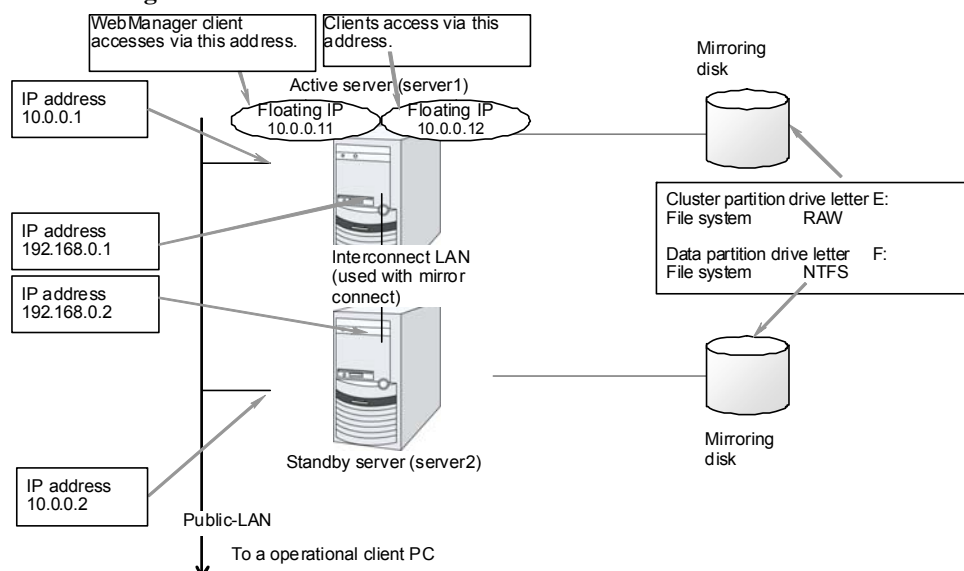 WebManager client
accesses via this address.
Clients access via this
address.
Mirroring
disk
Active server (server1)
IP address
10.0.0.1
Floating IP
10.0.0.11
Floating IP
10.0.0.12
Cluster partition drive letter E:
File system RAW
Data partition drive letter F:
File system NTFS
IP address
192.168.0.1
Interconnect LAN
(used with mirror
connect)
IP address
192.168.0.2
Mirroring
disk
Standby server (server2)
IP address
10.0.0.2
Public-LAN
To a operational client PC